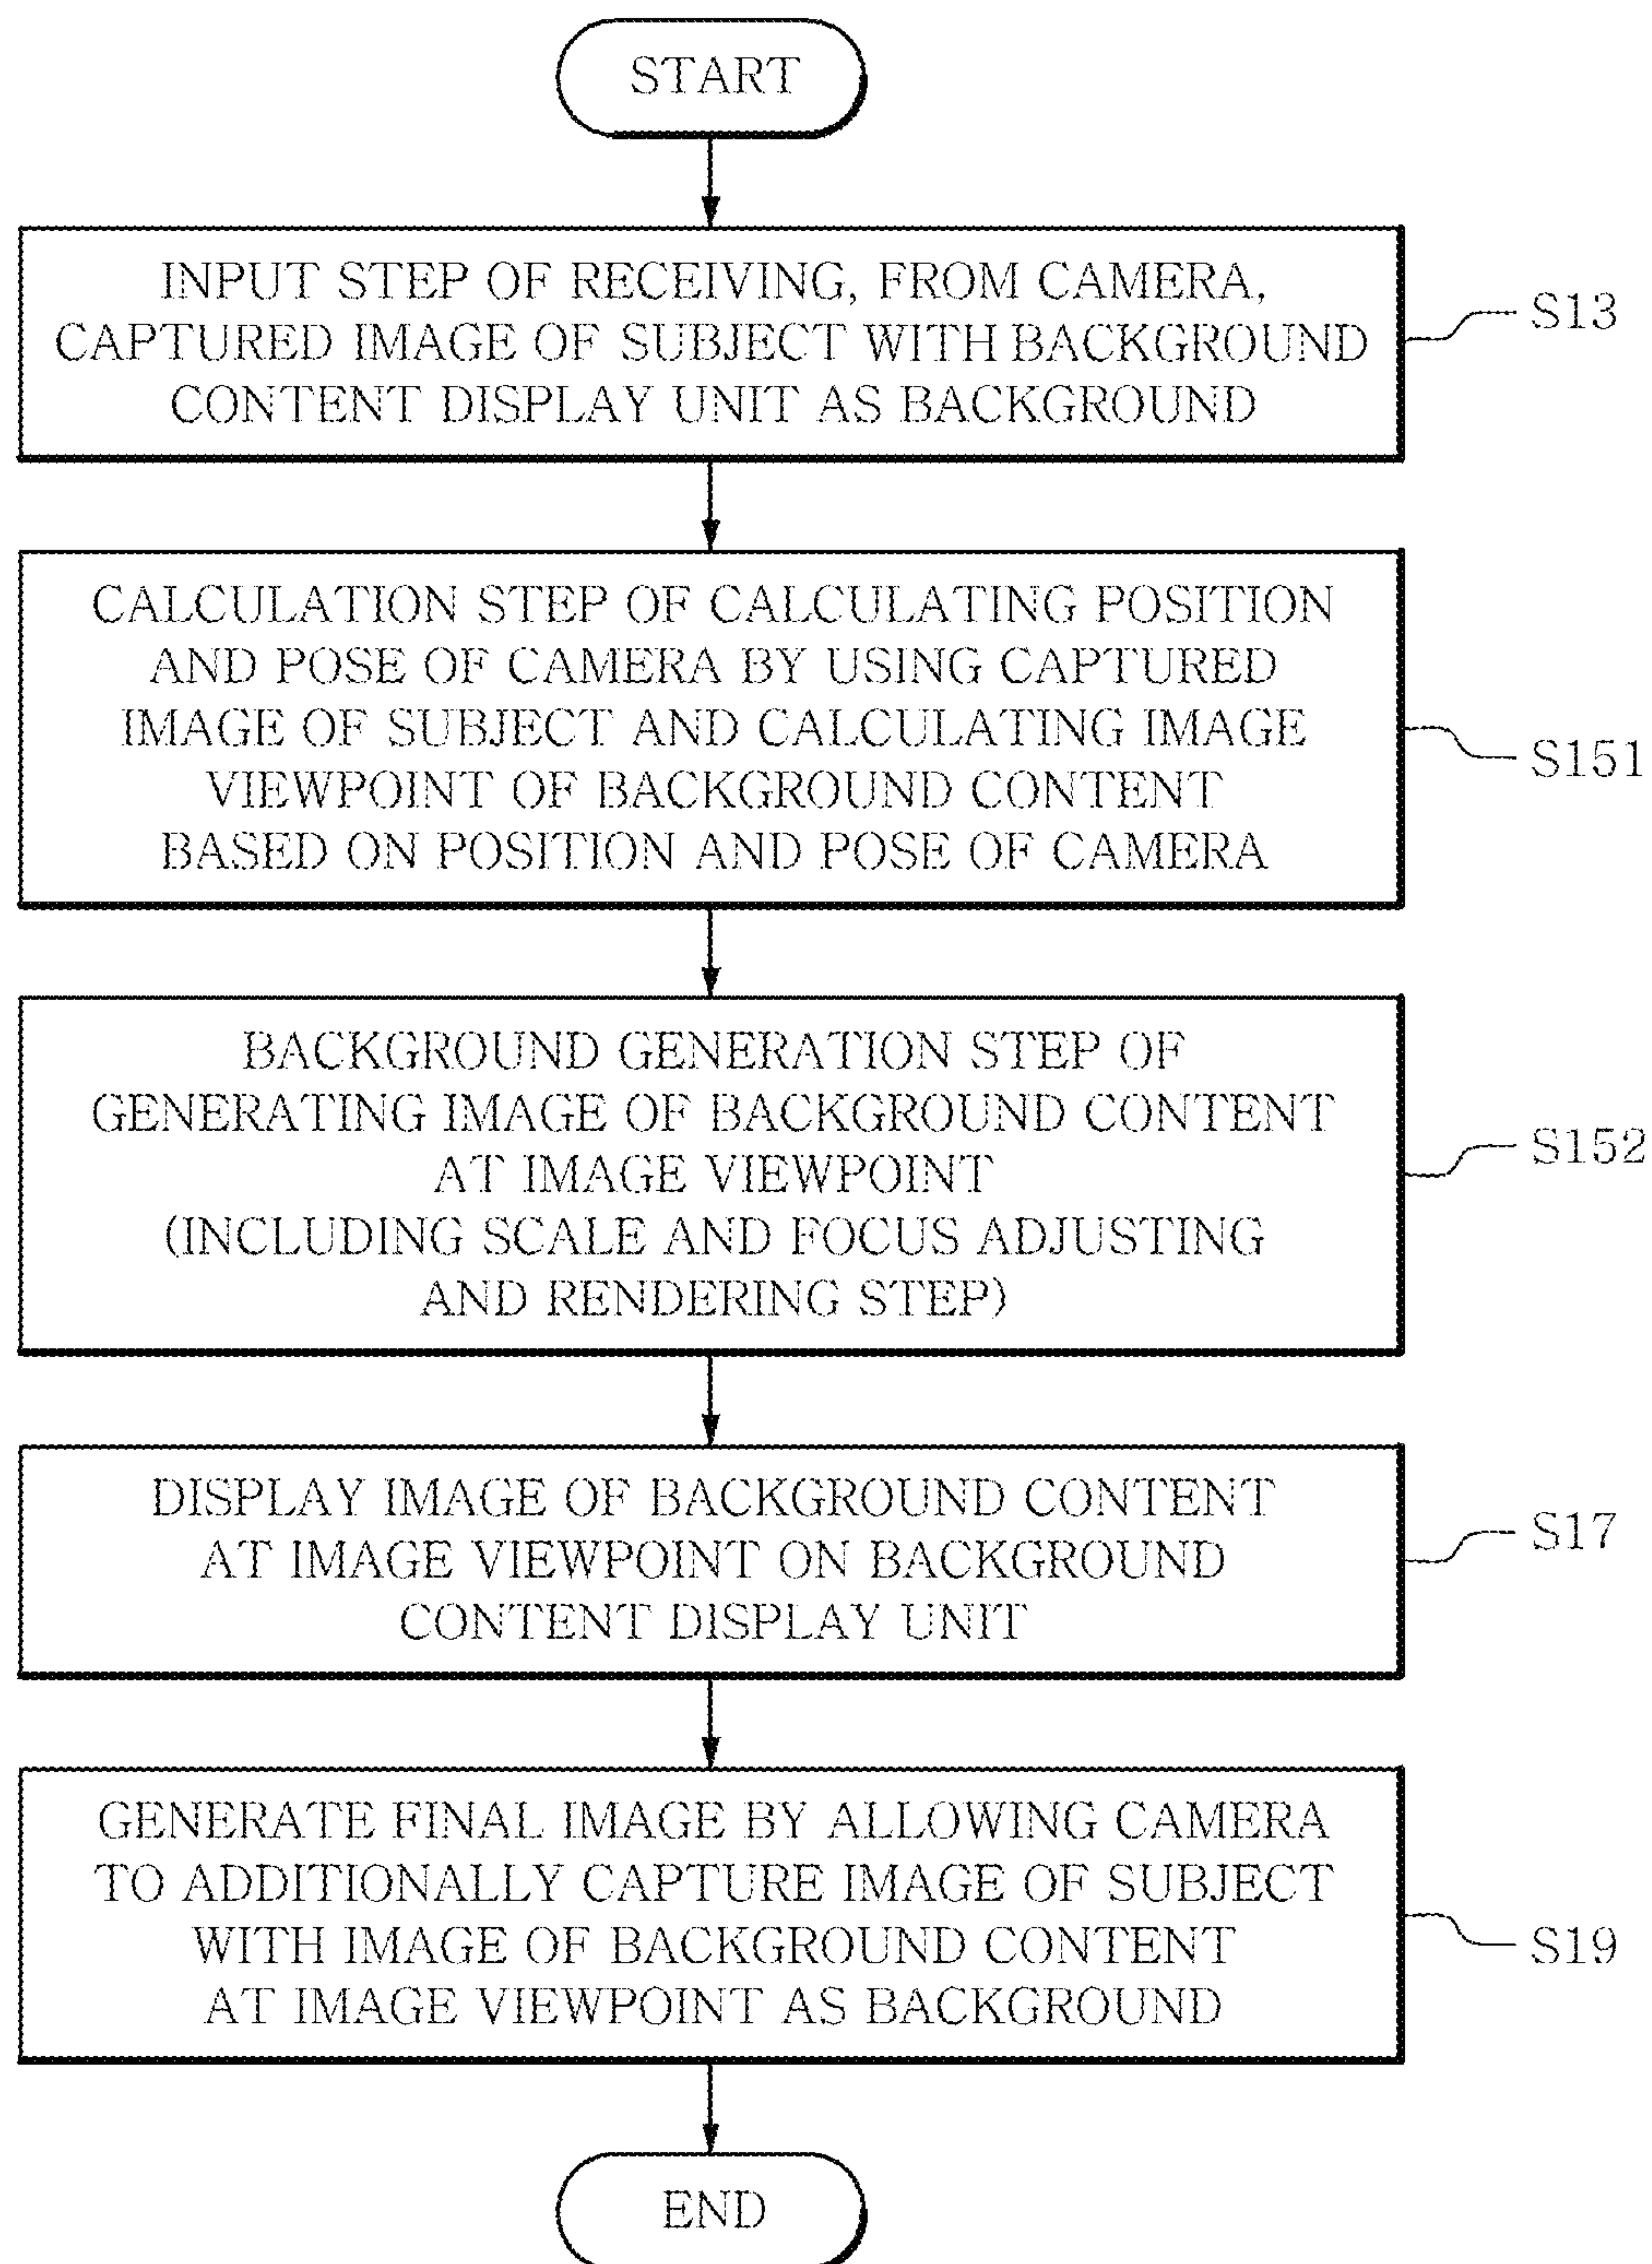 START
INPUT STEP OF RECEIVING, FROM CAMERA,
CAPTURED IMAGE OF SUBJECT WITH BACKGROUND
CONTENT DISPLAY UNIT AS BACKGROUND
S13
CALCULATION STEP OF CALCULATING POSITION
AND POSE OF CAMERA BY USING CAPTURED
IMAGE OF SUBJECT AND CALCULATING IMAGE
VIEWPOINT OF BACKGROUND CONTENT
BASED ON POSITION AND POSE OF CAMERA
S151
BACKGROUND GENERATION STEP OF
GENERATING IMAGE OF BACKGROUND CONTENT
AT IMAGE VIEWPOINT
(INCLUDING SCALE AND FOCUS ADJUSTING
AND RENDERING STEP)
S152
DISPLAY IMAGE OF BACKGROUND CONTENT
AT IMAGE VIEWPOINT ON BACKGROUND
CONTENT DISPLAY UNIT
S17
GENERATE FINAL IMAGE BY ALLOWING CAMERA
TO ADDITIONALLY CAPTURE IMAGE OF SUBJECT
WITH IMAGE OF BACKGROUND CONTENT
AT IMAGE VIEWPOINT AS BACKGROUND
S19
END